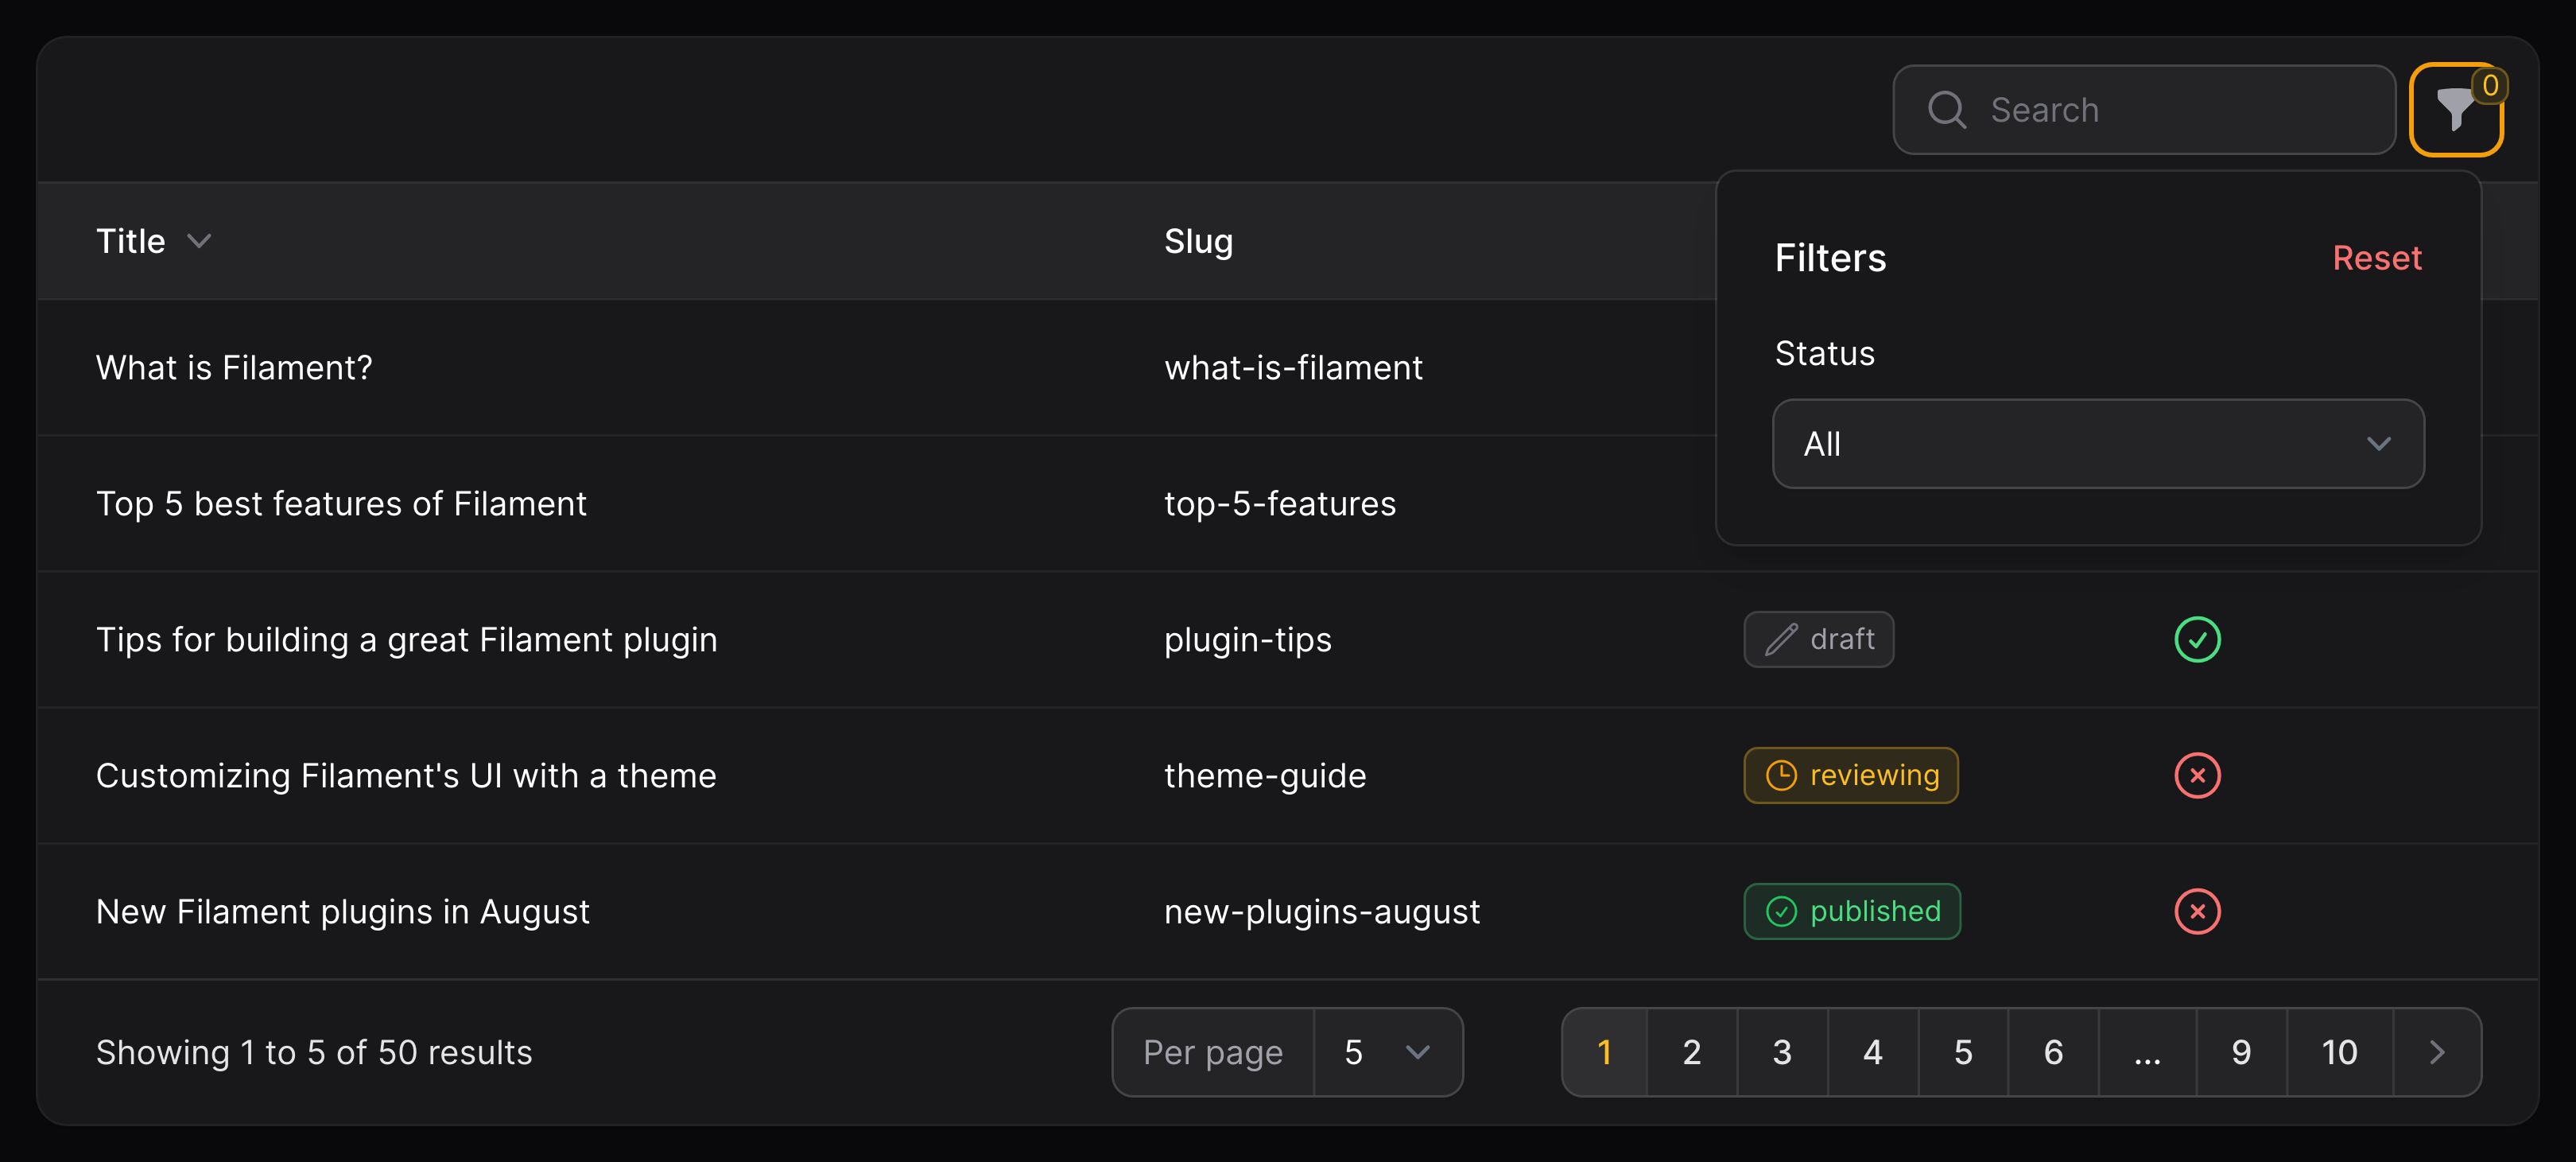 Search
0
Title
Slug
Filters
Reset
Status
All
What is Filament?
what-is-filament
Top 5 best features of Filament
top-5-features
Tips for building a great Filament plugin
plugin-tips
draft
Customizing Filament's UI with a theme
theme-guide
reviewing
New Filament plugins in August
new-plugins-august
published
Showing 1 to 5 of 50 results
Per page
5
1 2 3 4 5 6 ... 9 10